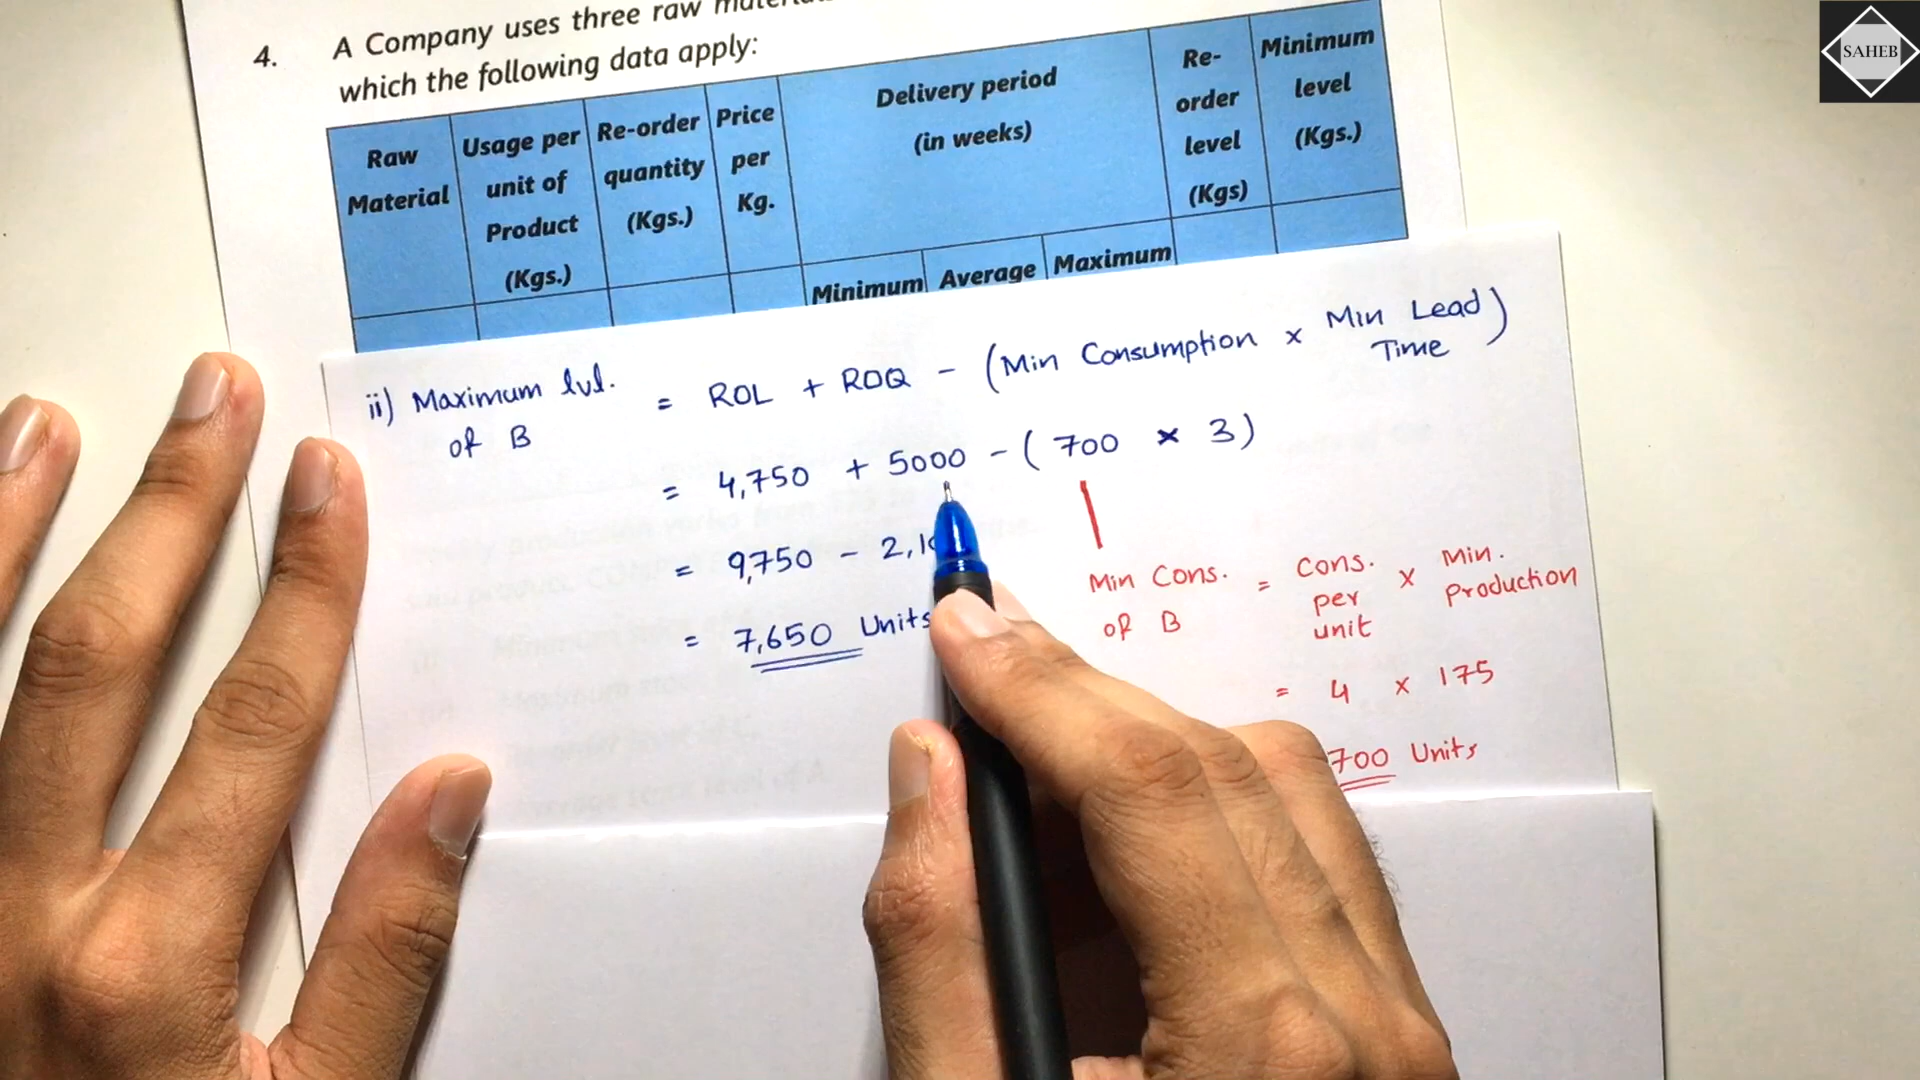 4. A Company uses three raw
which the following data apply:
Raw Material
Usage per unit of Product (Kgs.)
Re-order quantity (Kgs.)
Price per Kg.
Delivery period (in weeks)
Re-order level (Kgs)
Minimum level (Kgs.)
Minimum Average Maximum
ii) Maximum lvl. of B = ROL + ROQ - (Min Consumption x Min Lead Time)
= 4,750 + 5000 - ( 700 x 3)
= 9,750 - 2,1
= 7,650 Units
Min Cons. of B = Cons. per unit x Min. Production
= 4 x 175
700 Units
SAHEB